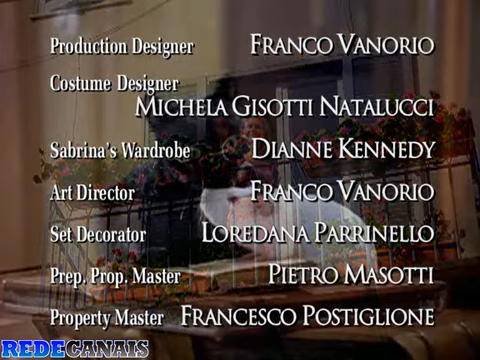 Production Designer FRANCO VANORIO
Costume Designer
MICHELA GISOTTI NATALUCCI
Sabrina's Wardrobe DIANNE KENNEDY
Art Director FRANCO VANORIO
Set Decorator LOREDANA PARRINELLO
Prep. Prop. Master PIETRO MASOTTI
Property Master FRANCESCO POSTIGLIONE
REDECANAIS